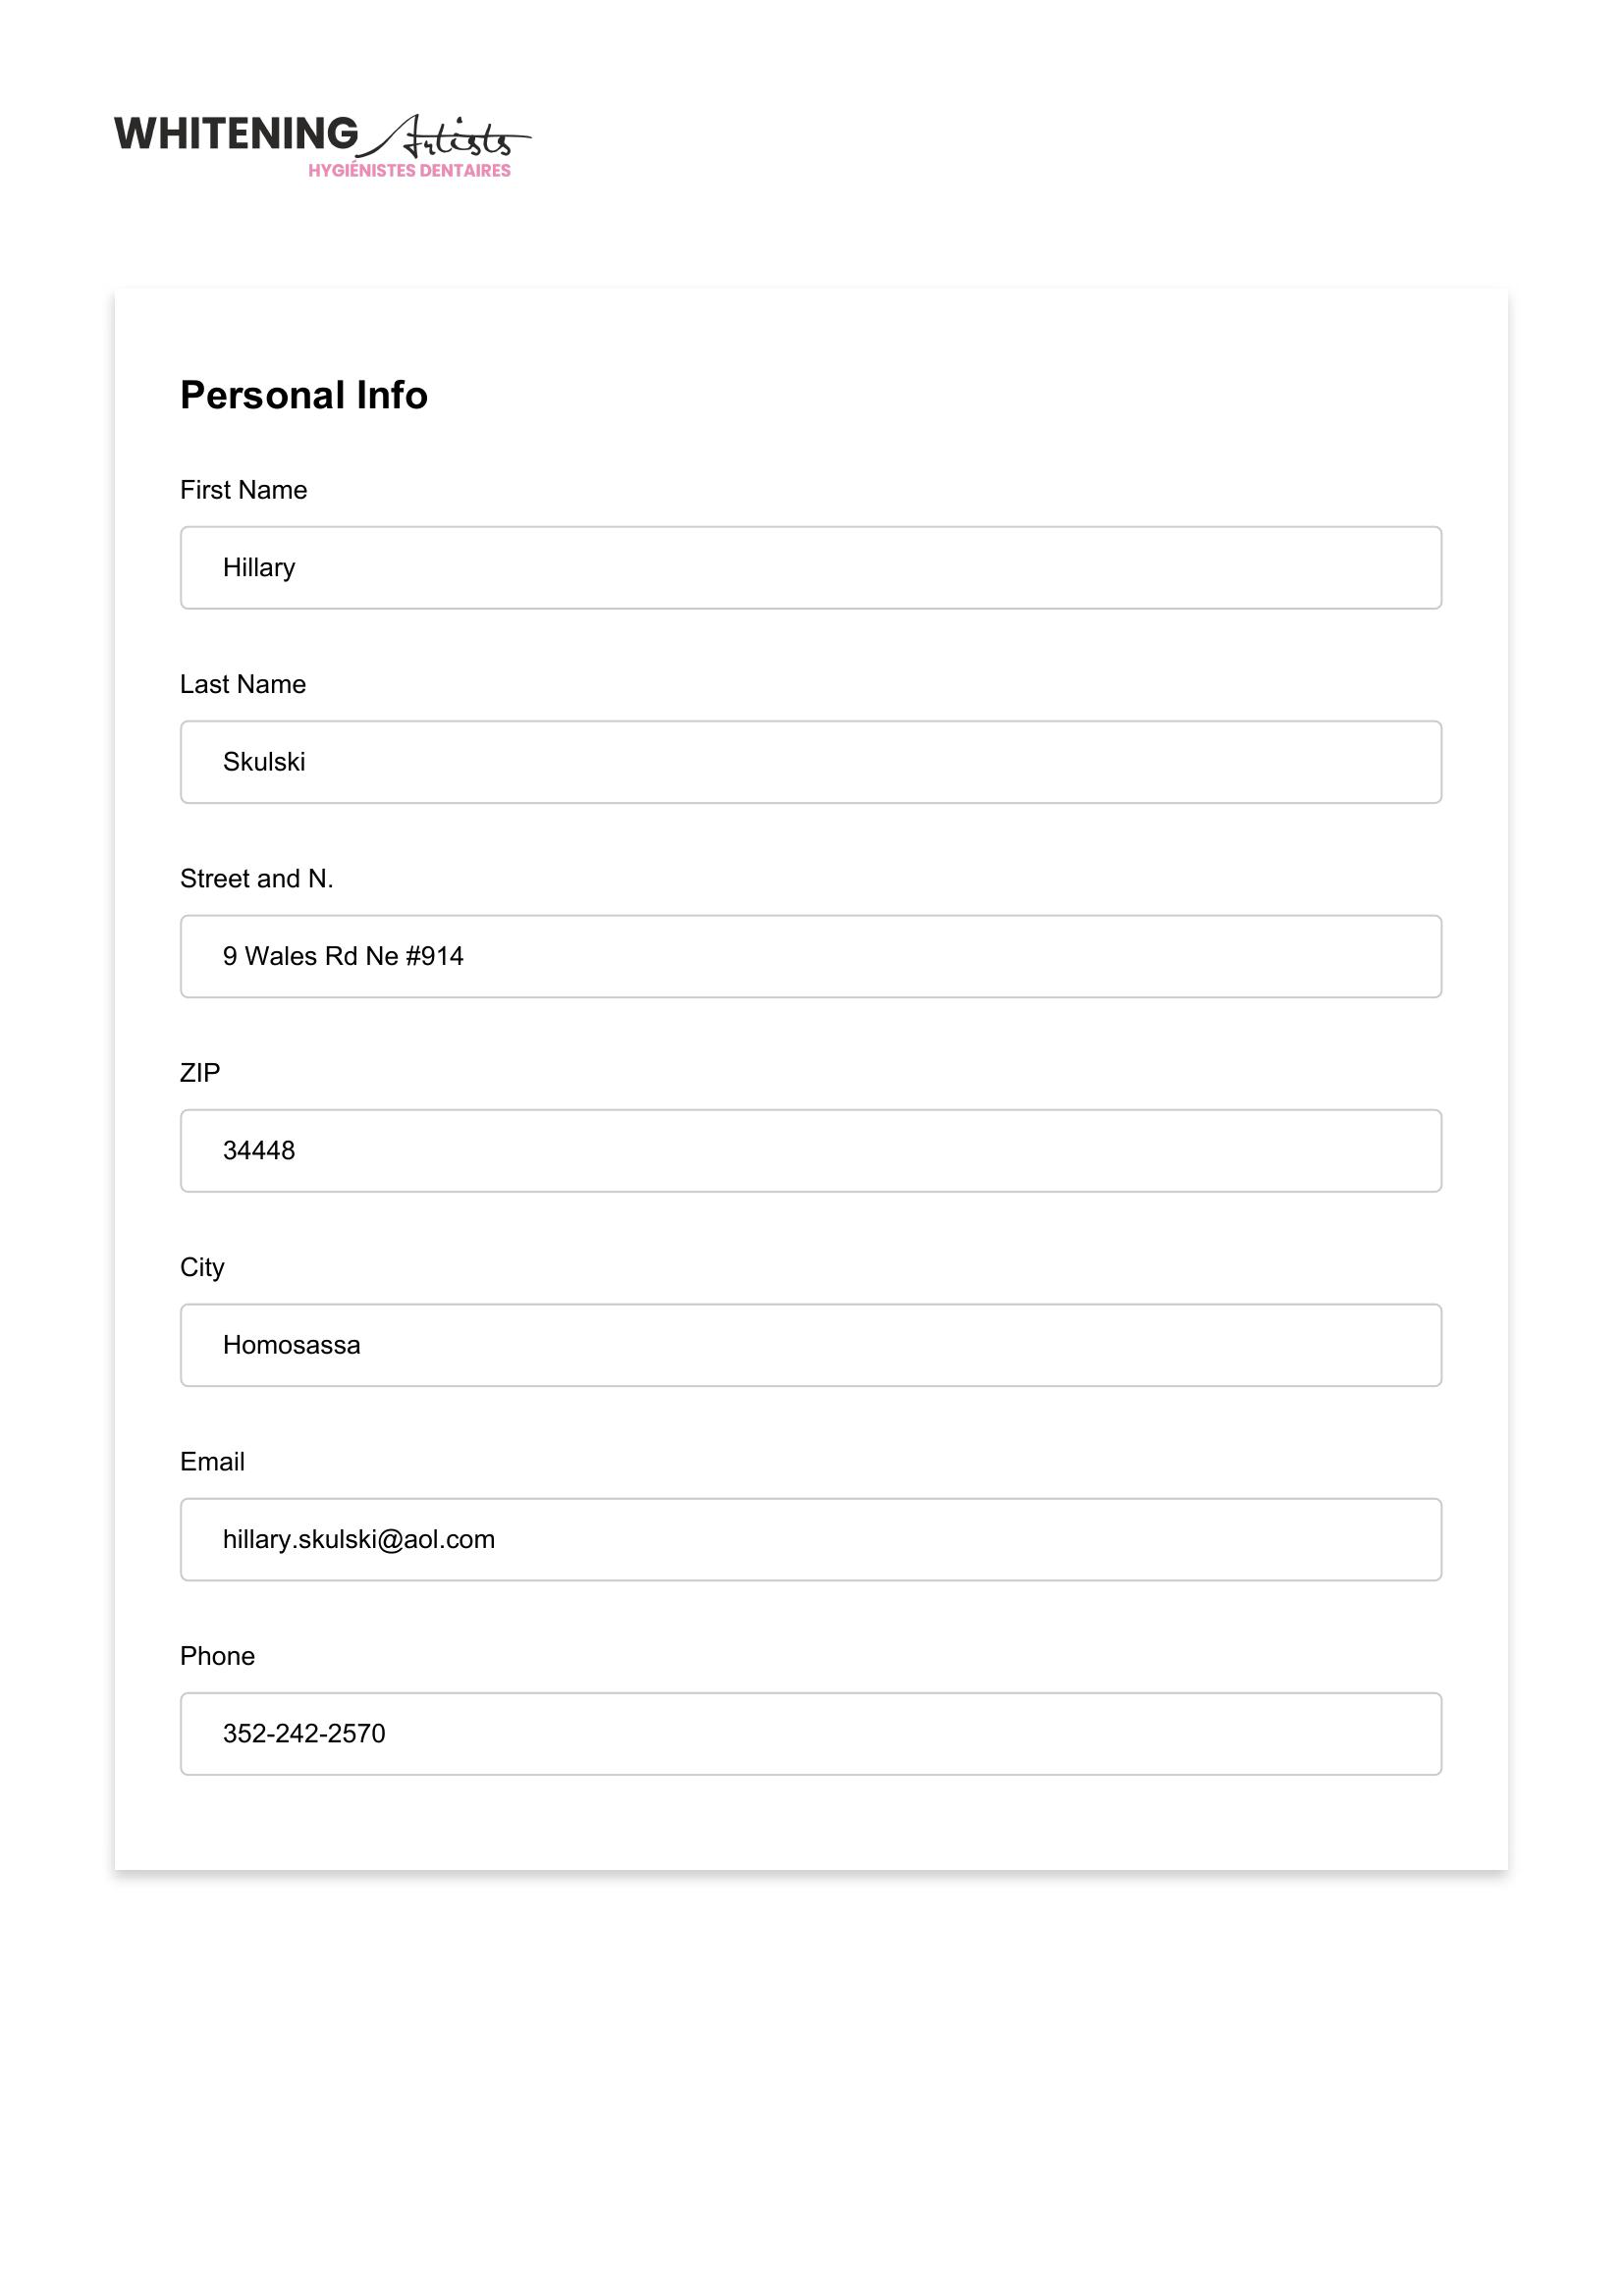 WHITENING Artists
HYGIÉNISTES DENTAIRES
Personal Info
First Name
Hillary
Last Name
Skulski
Street and N.
9 Wales Rd Ne #914
ZIP
34448
City
Homosassa
Email
hillary.skulski@aol.com
Phone
352-242-2570